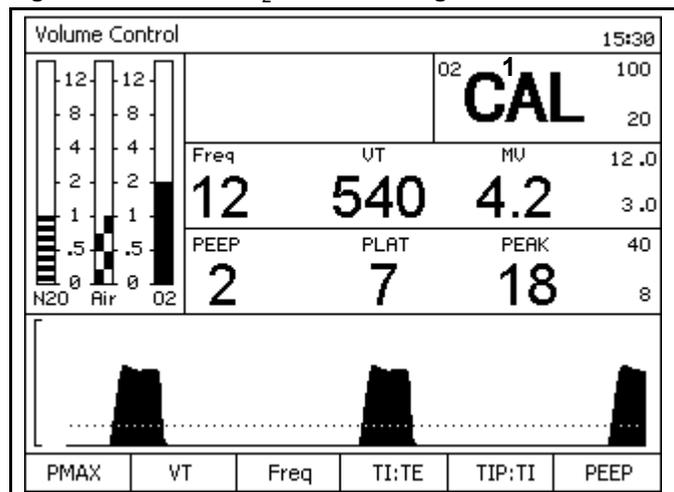 Volume Control 15:30
12 12
8 8
4 4
2 2
1 1
.5 .5
0 0
N2O Air O2
O2 CAL 1 100
20
Freq VT MV 12.0
12 540 4.2 3.0
PEEP PLAT PEAK 40
2 7 18 8
PMAX VT Freq TI:TE TIP:TI PEEP